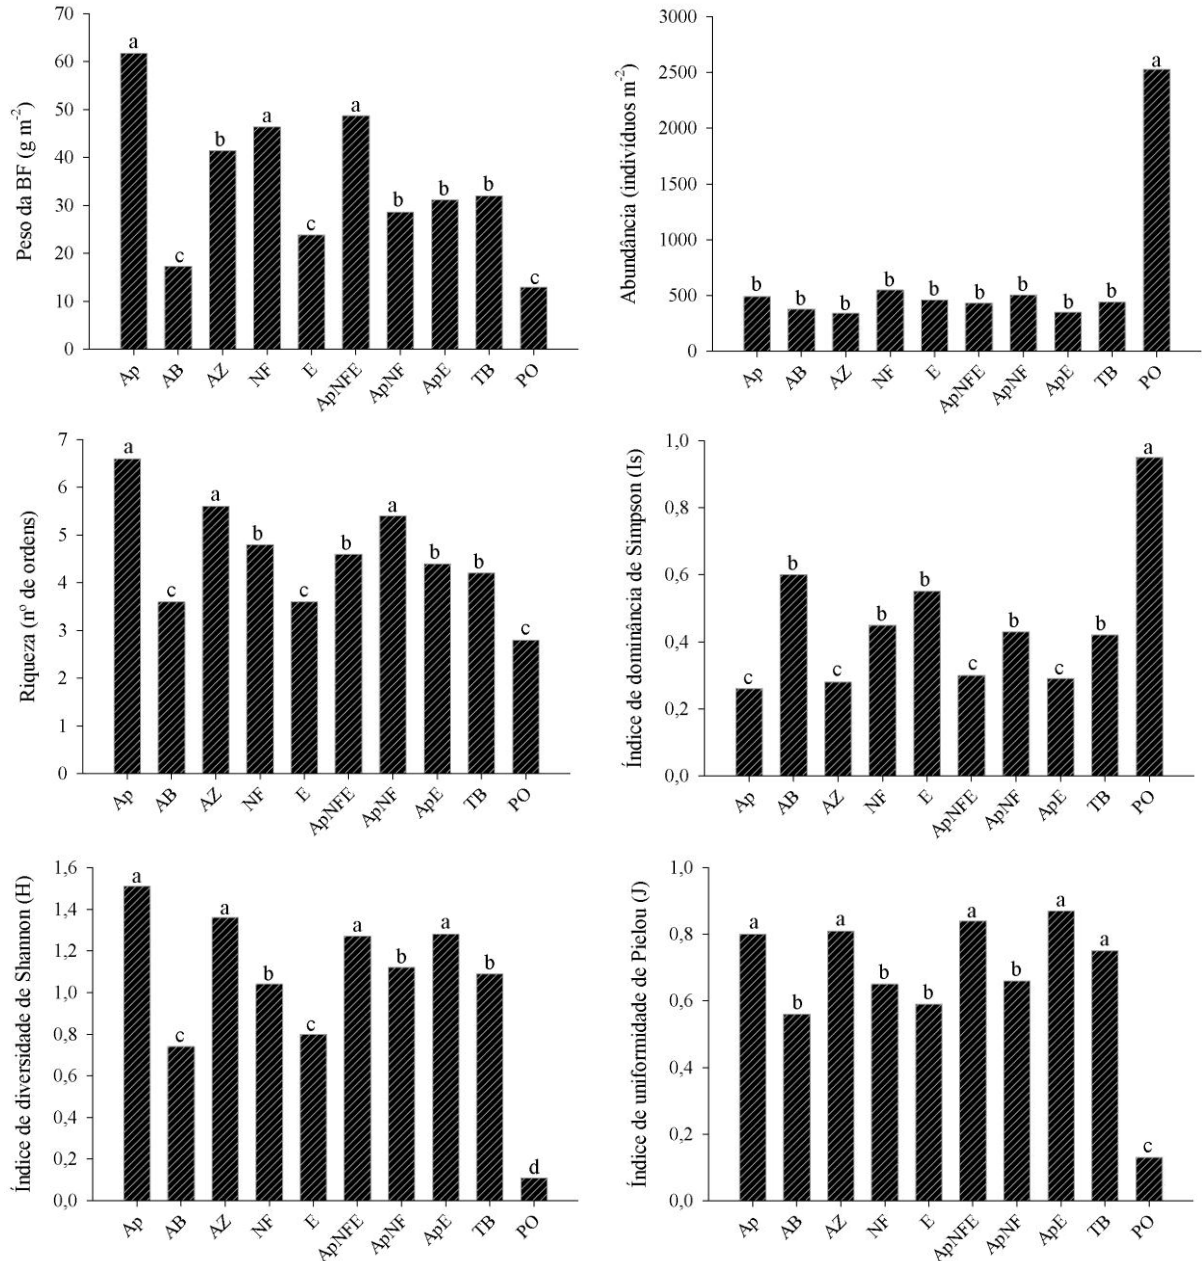 Peso da BF (g m-2)
70
60
50
40
30
20
10
0
a
c
b
a
c
a
b
b
b
c
Ap
AB
AZ
NF
E
ApNFE
ApNF
ApE
TB
PO
Abundância (indivíduos m-2)
3000
2500
2000
1500
1000
500
0
b
b
b
b
b
b
b
b
b
a
Ap
AB
AZ
NF
E
ApNFE
ApNF
ApE
TB
PO
Riqueza (nº de ordens)
7
6
5
4
3
2
1
0
a
c
a
b
c
b
a
b
b
c
Ap
AB
AZ
NF
E
ApNFE
ApNF
ApE
TB
PO
Índice de dominância de Simpson (Is)
1,0
0,8
0,6
0,4
0,2
0,0
c
b
c
b
b
c
b
c
b
a
Ap
AB
AZ
NF
E
ApNFE
ApNF
ApE
TB
PO
Índice de diversidade de Shannon (H)
1,6
1,4
1,2
1,0
0,8
0,6
0,4
0,2
0,0
a
c
a
b
c
a
b
a
b
d
Ap
AB
AZ
NF
E
ApNFE
ApNF
ApE
TB
PO
Índice de uniformidade de Pielou (J)
1,0
0,8
0,6
0,4
0,2
0,0
a
b
a
b
b
a
b
a
a
c
Ap
AB
AZ
NF
E
ApNFE
ApNF
ApE
TB
PO